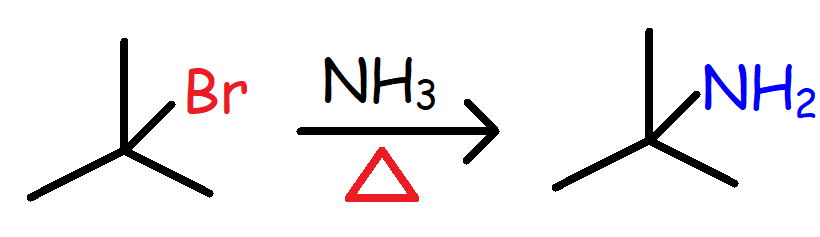 Br
NH₃
△
NH₂